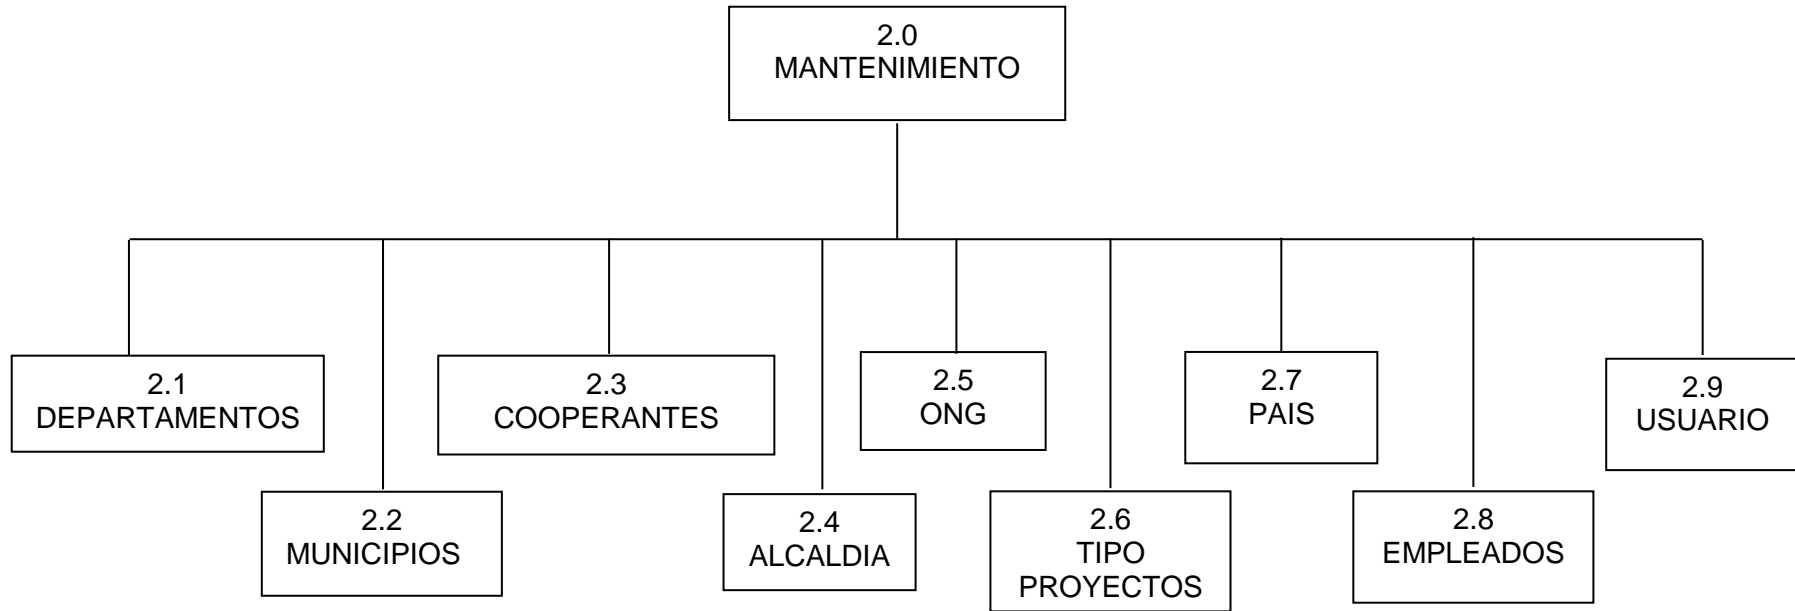 2.0
MANTENIMIENTO
2.1
DEPARTAMENTOS
2.2
MUNICIPIOS
2.3
COOPERANTES
2.4
ALCALDIA
2.5
ONG
2.6
TIPO
PROYECTOS
2.7
PAIS
2.8
EMPLEADOS
2.9
USUARIO